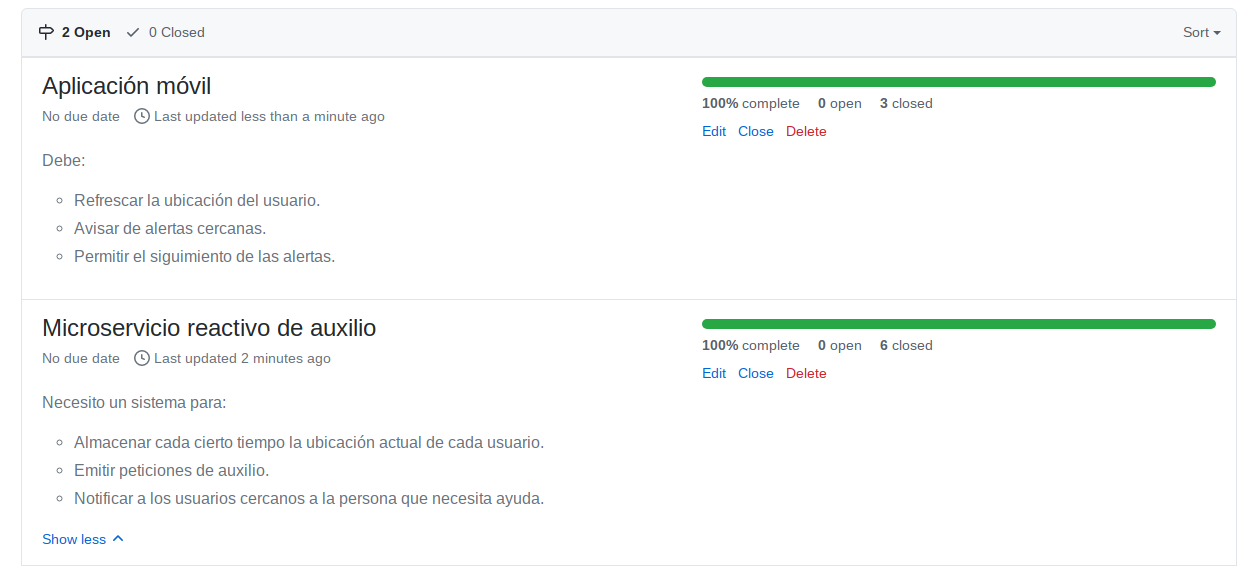 2 Open 0 Closed Sort
Aplicación móvil
No due date Last updated less than a minute ago
100% complete 0 open 3 closed
Edit Close Delete
Debe:
Refrescar la ubicación del usuario.
Avisar de alertas cercanas.
Permitir el siguimiento de las alertas.
Microservicio reactivo de auxilio
No due date Last updated 2 minutes ago
100% complete 0 open 6 closed
Edit Close Delete
Necesito un sistema para:
Almacenar cada cierto tiempo la ubicación actual de cada usuario.
Emitir peticiones de auxilio.
Notificar a los usuarios cercanos a la persona que necesita ayuda.
Show less